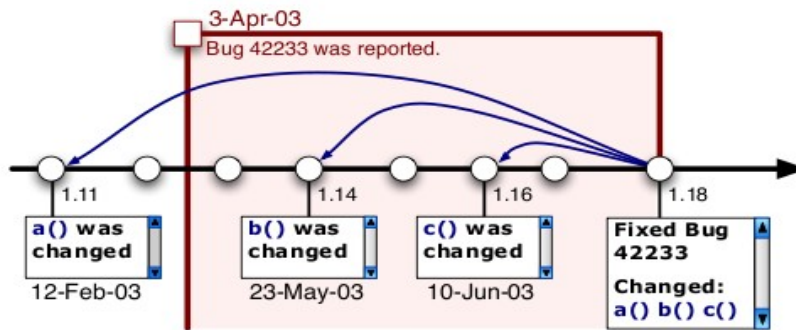 3-Apr-03
Bug 42233 was reported.
1.11
1.14
1.16
1.18
a() was
changed
b() was
changed
c() was
changed
Fixed Bug
42233
Changed:
a() b() c()
12-Feb-03
23-May-03
10-Jun-03